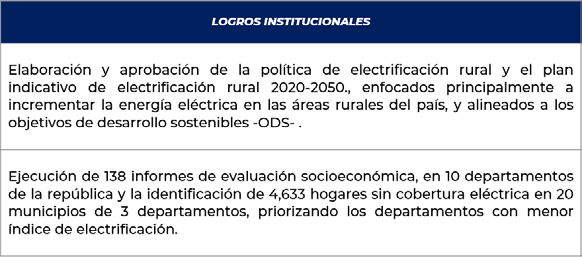 LOGROS INSTITUCIONALES
Elaboración y aprobación de la política de electrificación rural y el plan
indicativo de electrificación rural 2020-2050., enfocados principalmente a
incrementar la energía eléctrica en las áreas rurales del país, y alineados a los
objetivos de desarrollo sostenibles -ODS- .
Ejecución de 138 informes de evaluación socioeconómica, en 10 departamentos
de la república y la identificación de 4,633 hogares sin cobertura eléctrica en 20
municipios de 3 departamentos, priorizando los departamentos con menor
índice de electrificación.